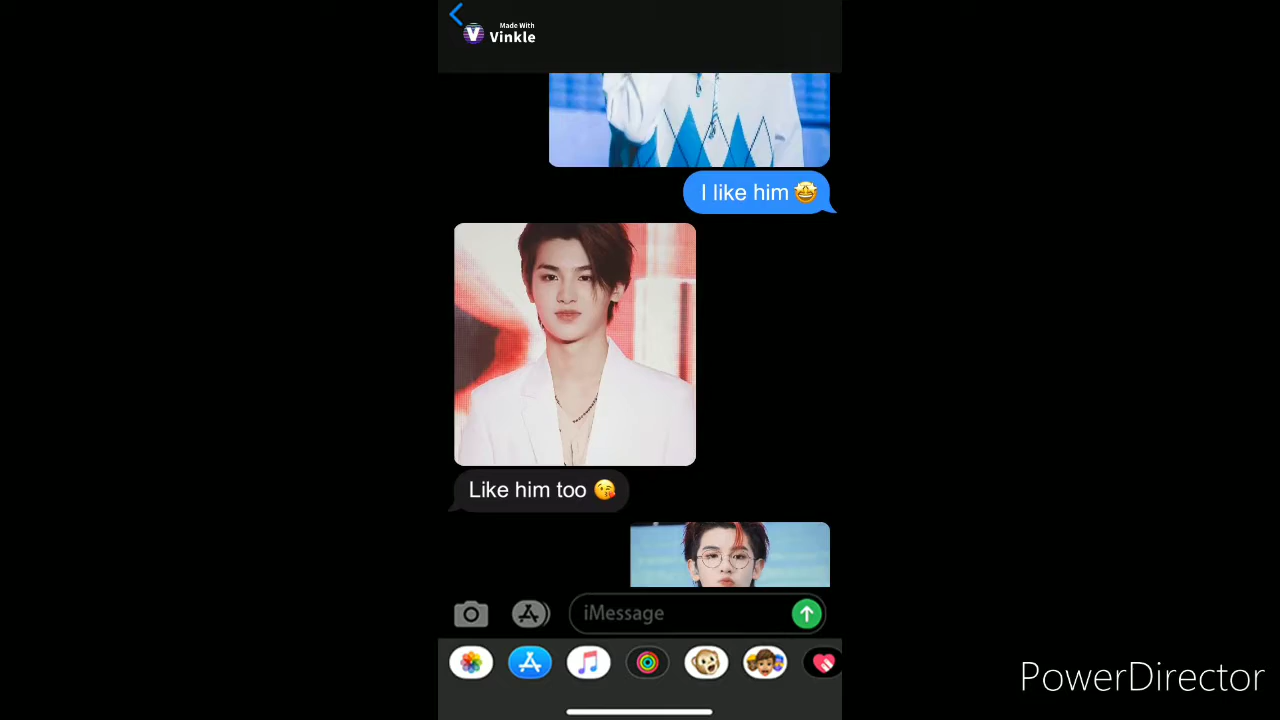 Made With
Vinkle
I like him 🤩
Like him too 😘
iMessage
PowerDirector